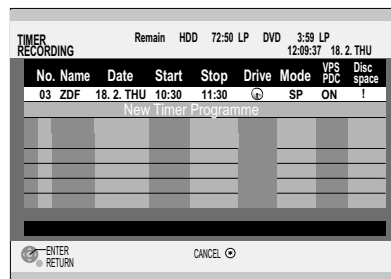 TIMER RECORDING Remain HDD 72:50 LP DVD 3:59 LP
12:09:37 18. 2. THU
No. Name Date Start Stop Drive Mode VPS PDC Disc space
03 ZDF 18. 2. THU 10:30 11:30 SP ON !
New Timer Programme
ENTER CANCEL
RETURN